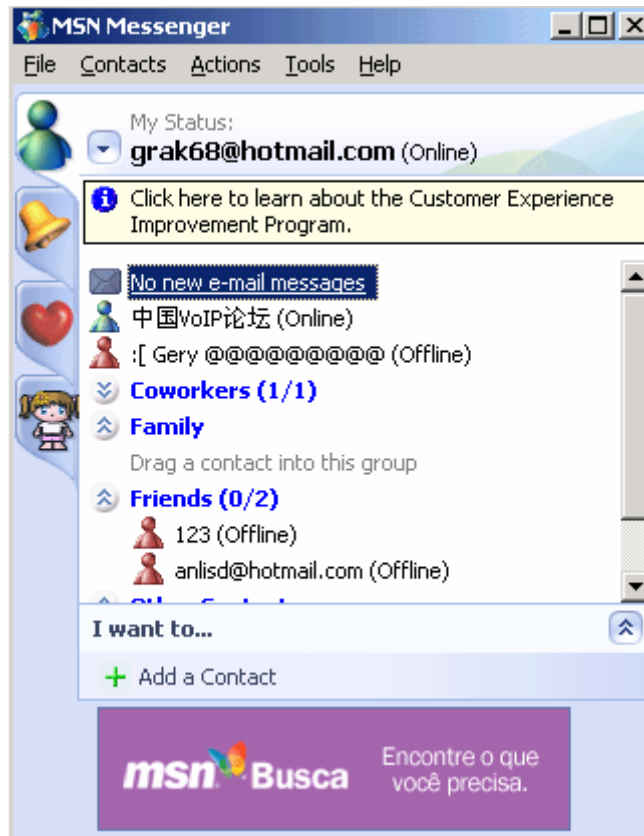 MSN Messenger
File Contacts Actions Tools Help
My Status:
grak68@hotmail.com (Online)
Click here to learn about the Customer Experience
Improvement Program.
No new e-mail messages
中国VoIP论坛 (Online)
:[ Gery @@@@@@@@@ (Offline)
Coworkers (1/1)
Family
Drag a contact into this group
Friends (0/2)
123 (Offline)
anlisd@hotmail.com (Offline)
I want to...
Add a Contact
msn Busca
Encontre o que
você precisa.